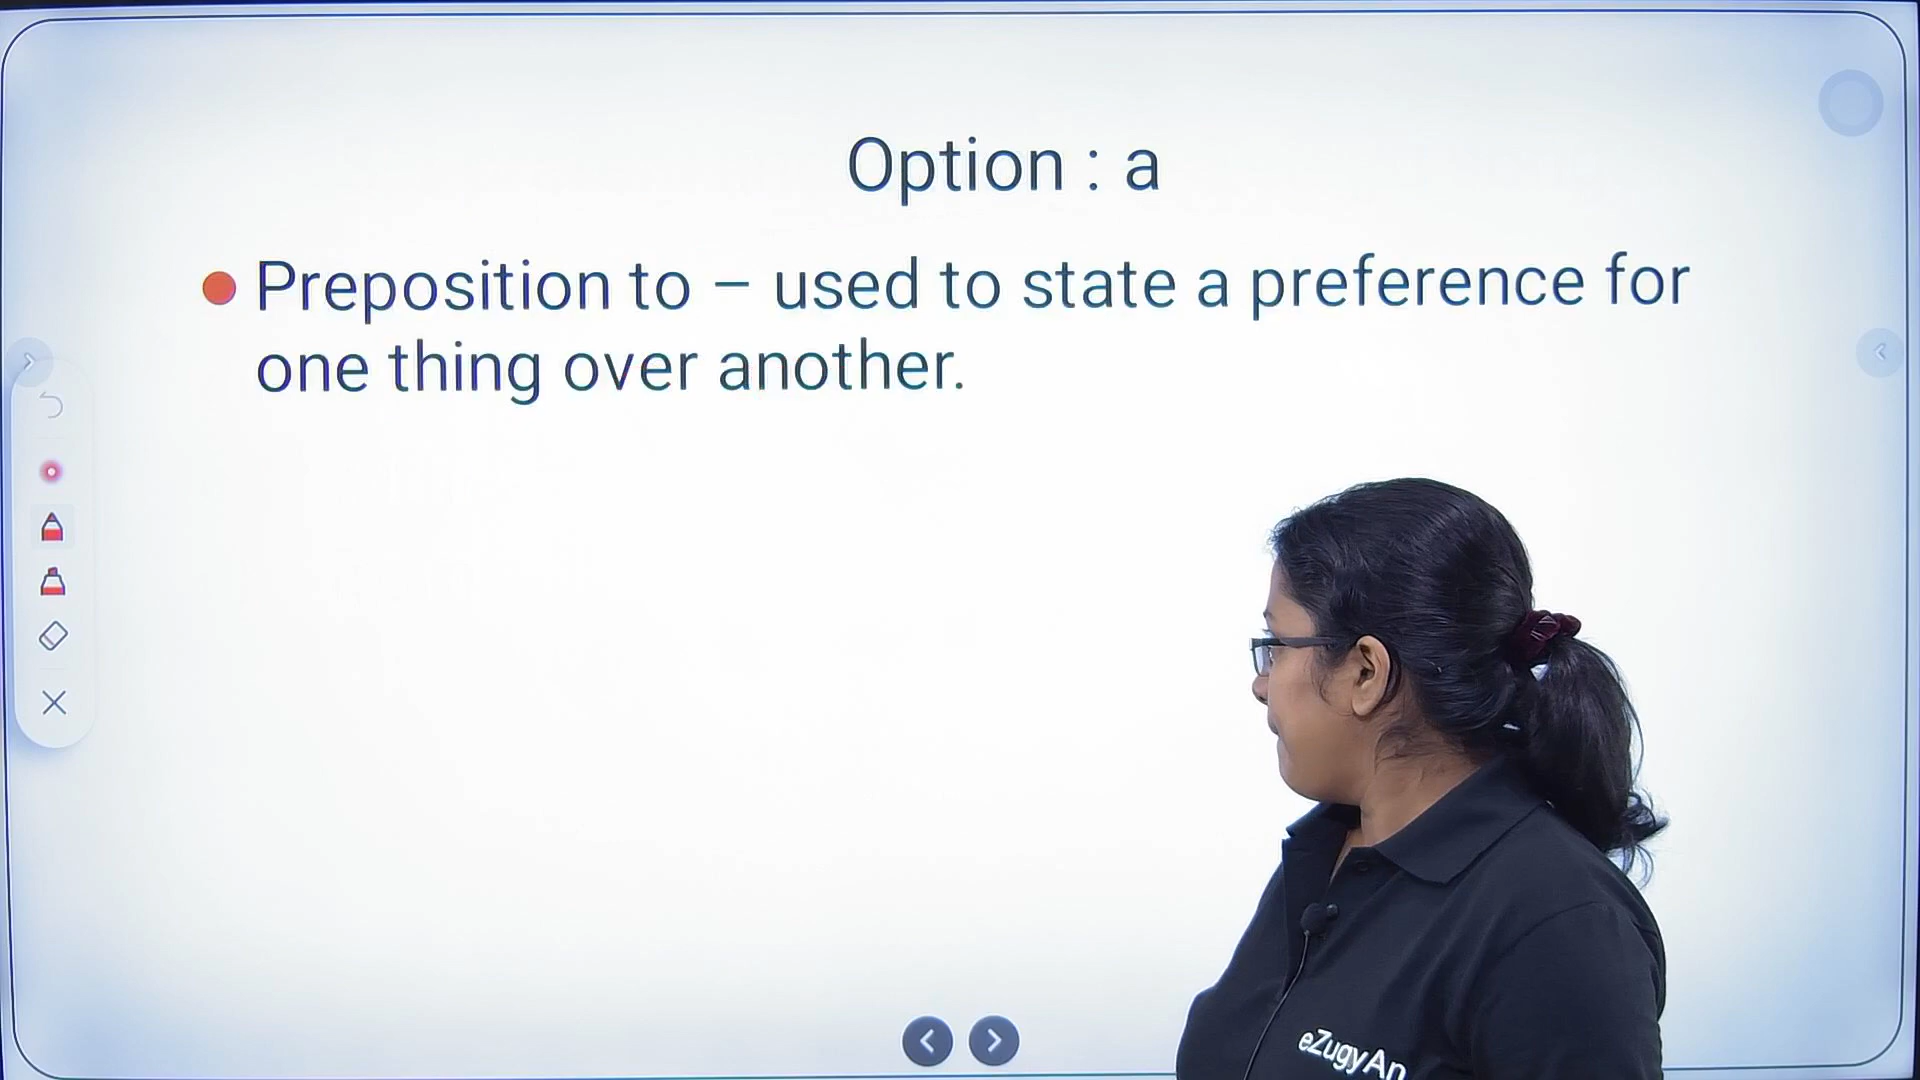 Option : a
Preposition to – used to state a preference for
one thing over another.
eZugyAn